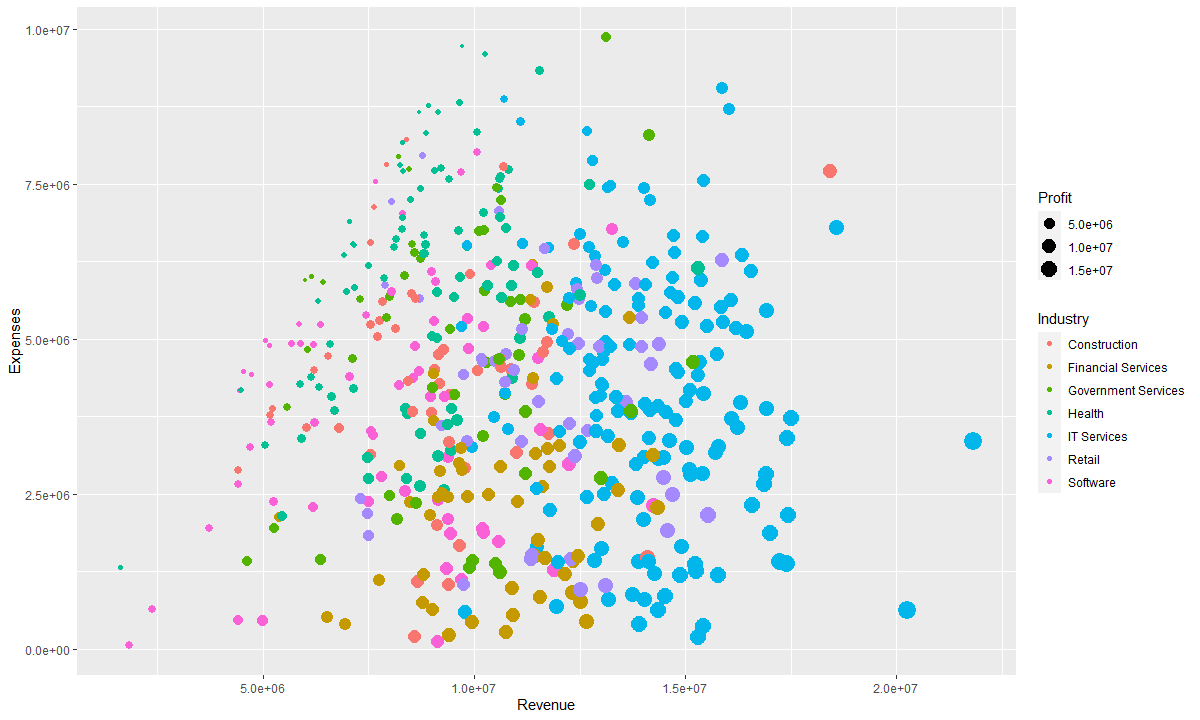 1.0e+07
7.5e+06
5.0e+06
2.5e+06
0.0e+00
Expenses
5.0e+06
1.0e+07
1.5e+07
2.0e+07
Revenue
Profit
5.0e+06
1.0e+07
1.5e+07
Industry
Construction
Financial Services
Government Services
Health
IT Services
Retail
Software